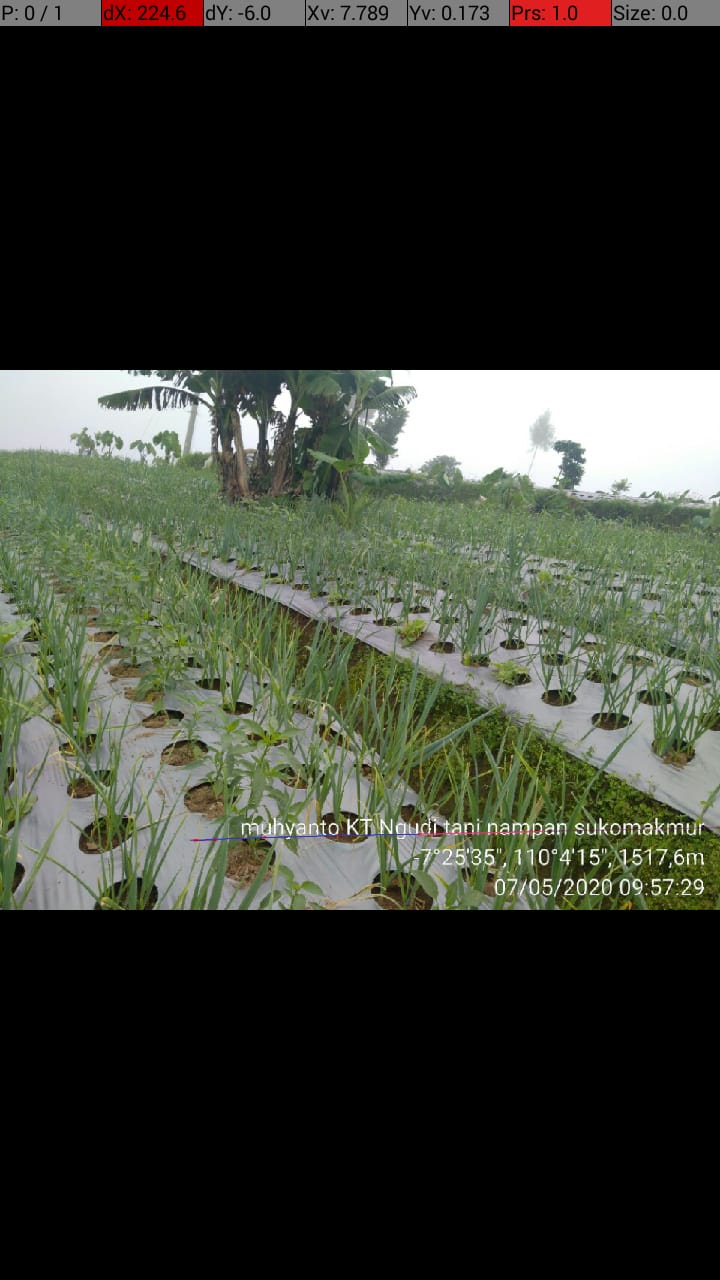 P: 0 / 1 dX: 224.6 dY: -6.0 Xv: 7.789 Yv: 0.173 Prs: 1.0 Size: 0.0
muhyanto KT Ngudi tani nampan sukomakmur
-7°25'35", 110°4'15", 1517,6m
07/05/2020 09:57:29